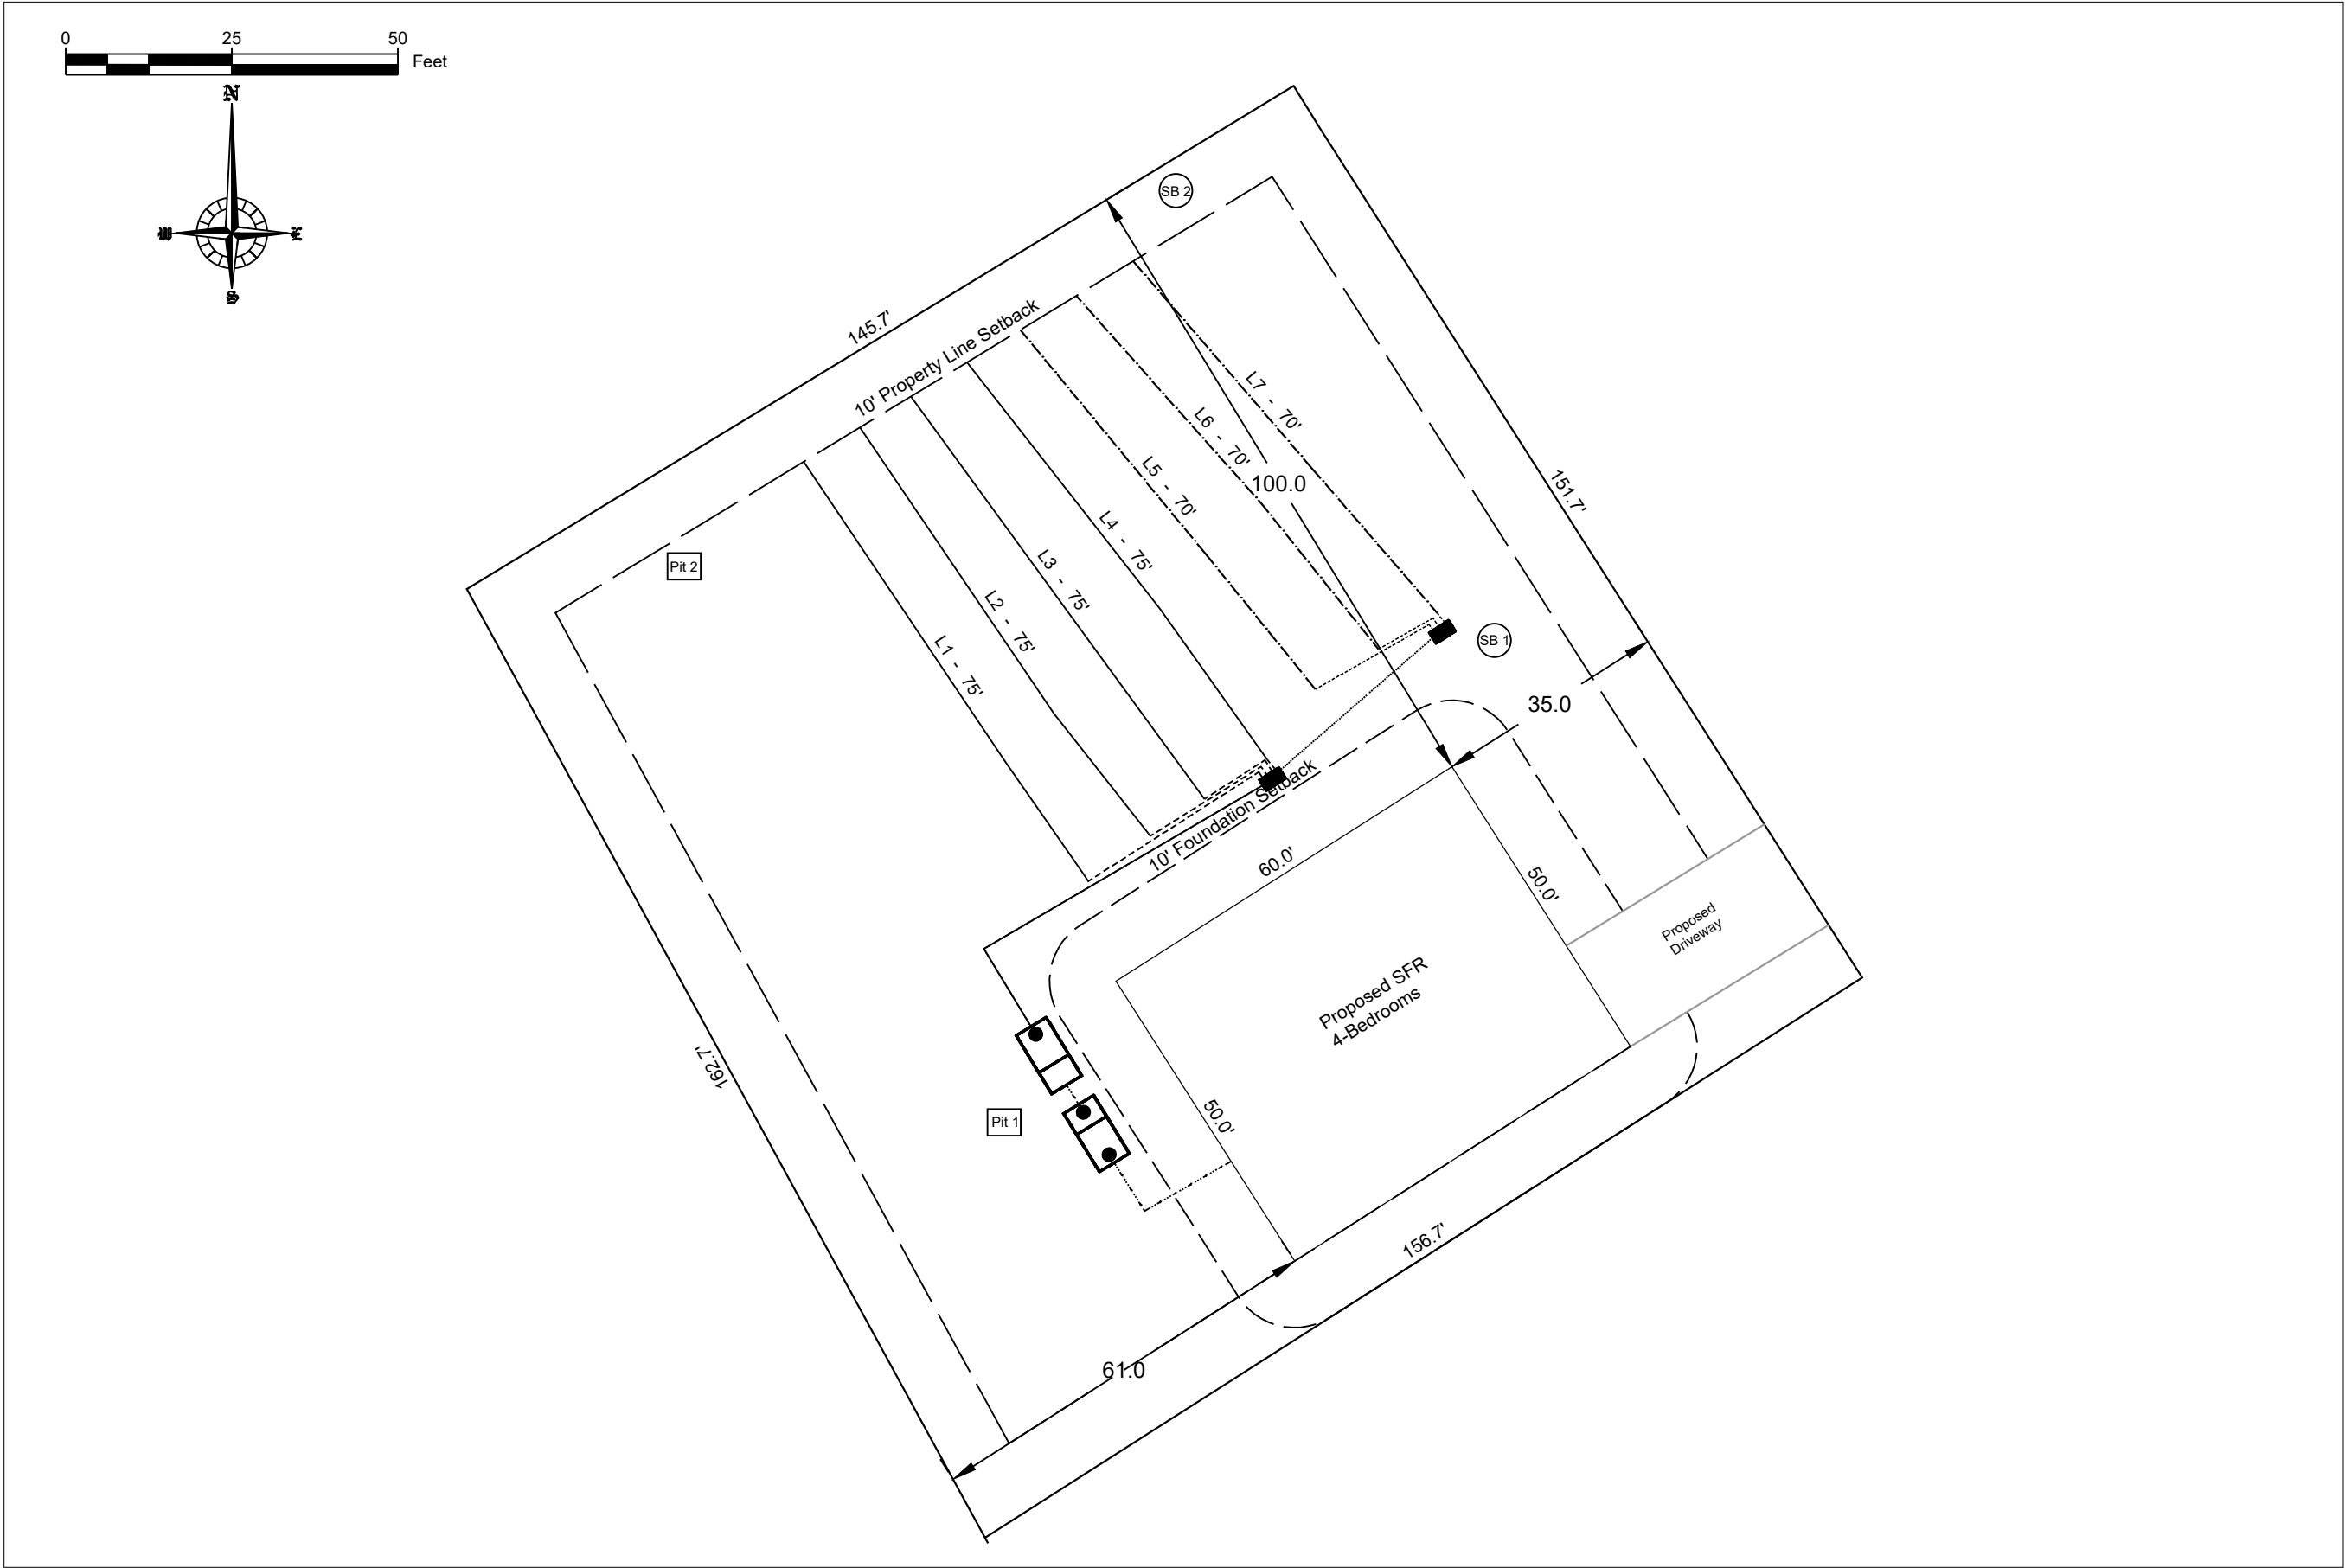 0 25 50
Feet
N
W E
S
SB 2
145.7'
10' Property Line Setback
L7 - 70'
L6 - 70'
L5 - 70'
100.0
L4 - 75'
L3 - 75'
L2 - 75'
L1 - 75'
151.7'
Pit 2
SB 1
35.0
10' Foundation Setback
60.0'
50.0'
Proposed
Driveway
Proposed SFR
4-Bedrooms
162.7'
Pit 1
50.0'
156.7'
61.0